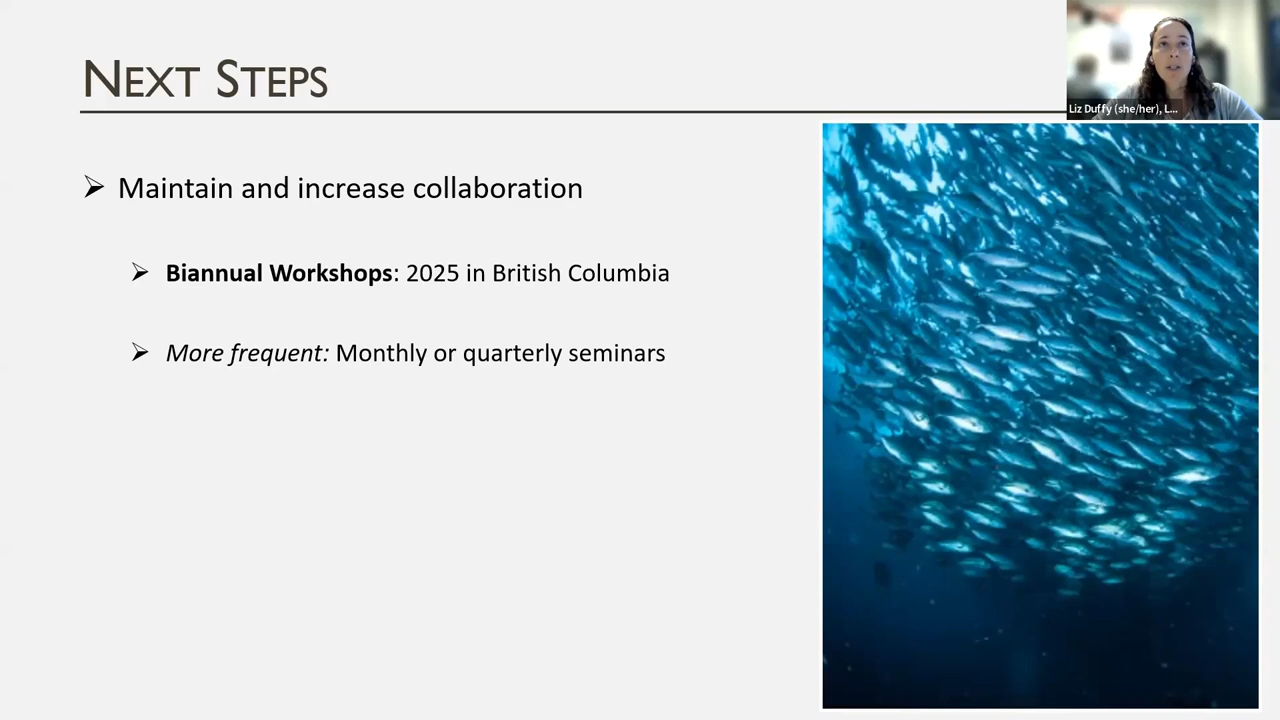 Next Steps
Liz Duffy (she/her), L...
➢ Maintain and increase collaboration
➢ Biannual Workshops: 2025 in British Columbia
➢ More frequent: Monthly or quarterly seminars